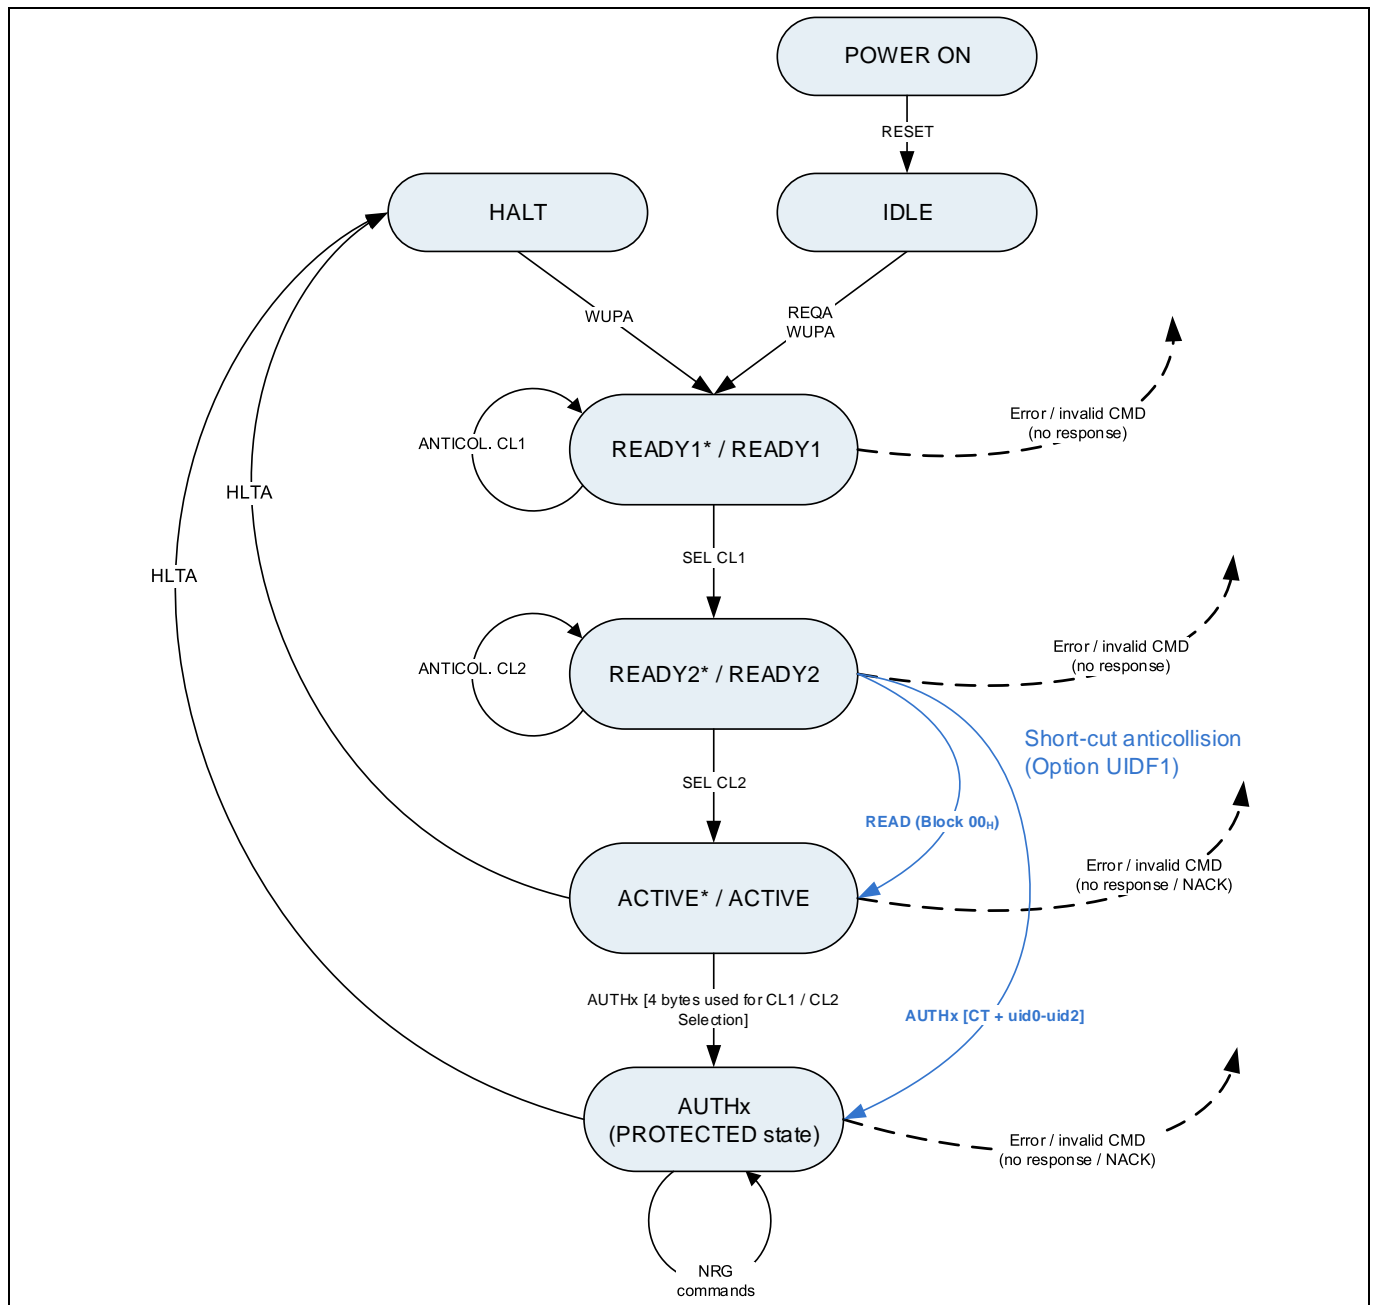 POWER ON
RESET
HALT
IDLE
WUPA
REQA
WUPA
Error / invalid CMD
(no response)
ANTICOL. CL1
READY1* / READY1
HLTA
SEL CL1
HLTA
Error / invalid CMD
(no response)
ANTICOL. CL2
READY2* / READY2
Short-cut anticollision
(Option UIDF1)
SEL CL2
READ (Block 00H)
Error / invalid CMD
(no response / NACK)
ACTIVE* / ACTIVE
AUTHx [4 bytes used for CL1 / CL2
Selection]
AUTHx [CT + uid0-uid2]
AUTHx
(PROTECTED state)
Error / invalid CMD
(no response / NACK)
NRG
commands